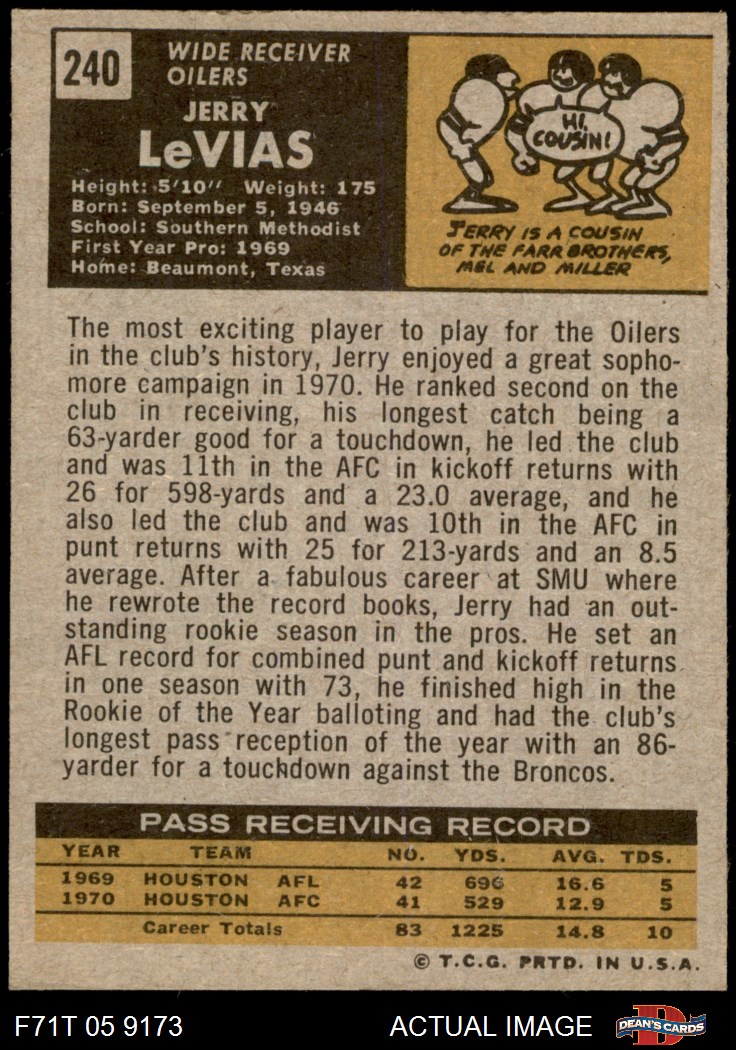 240
WIDE RECEIVER
OILERS
JERRY
LeVIAS
Height: 5'10" Weight: 175
Born: September 5, 1946
School: Southern Methodist
First Year Pro: 1969
Home: Beaumont, Texas
HI,
COUSIN!
JERRY IS A COUSIN
OF THE FARR BROTHERS,
MEL AND MILLER
The most exciting player to play for the Oilers
in the club's history, Jerry enjoyed a great sopho-
more campaign in 1970. He ranked second on the
club in receiving, his longest catch being a
63-yarder good for a touchdown, he led the club
and was 11th in the AFC in kickoff returns with
26 for 598-yards and a 23.0 average, and he
also led the club and was 10th in the AFC in
punt returns with 25 for 213-yards and an 8.5
average. After a fabulous career at SMU where
he rewrote the record books, Jerry had an out-
standing rookie season in the pros. He set an
AFL record for combined punt and kickoff returns
in one season with 73, he finished high in the
Rookie of the Year balloting and had the club's
longest pass reception of the year with an 86-
yarder for a touchdown against the Broncos.
PASS RECEIVING RECORD
YEAR TEAM NO. YDS. AVG. TDS.
1969 HOUSTON AFL 42 696 16.6 5
1970 HOUSTON AFC 41 529 12.9 5
Career Totals 83 1225 14.8 10
© T.C.G. PRTD. IN U.S.A.
F71T 05 9173 ACTUAL IMAGE
D
DEAN'S CARDS